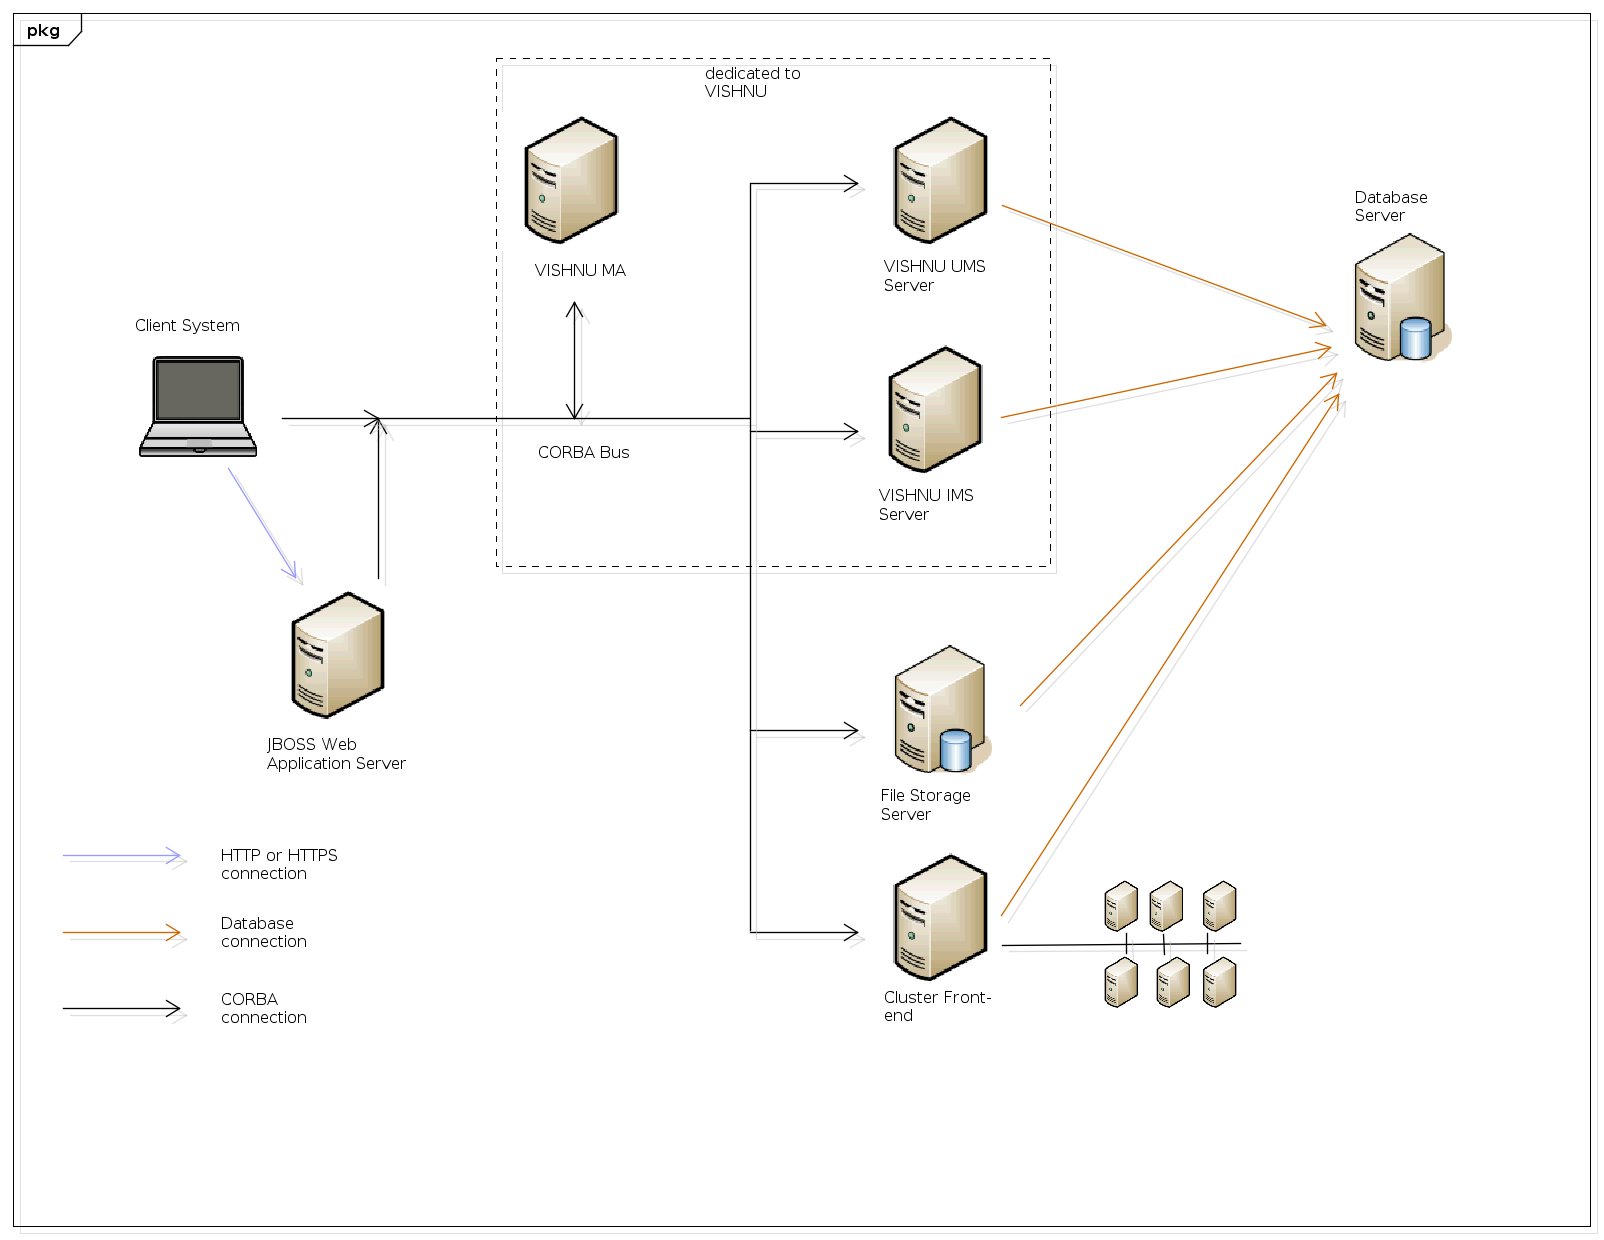 pkg
dedicated to
VISHNU
Database
Server
VISHNU MA
VISHNU UMS
Server
Client System
CORBA Bus
VISHNU IMS
Server
JBOSS Web
Application Server
File Storage
Server
HTTP or HTTPS
connection
Database
connection
CORBA
connection
Cluster Front-
end